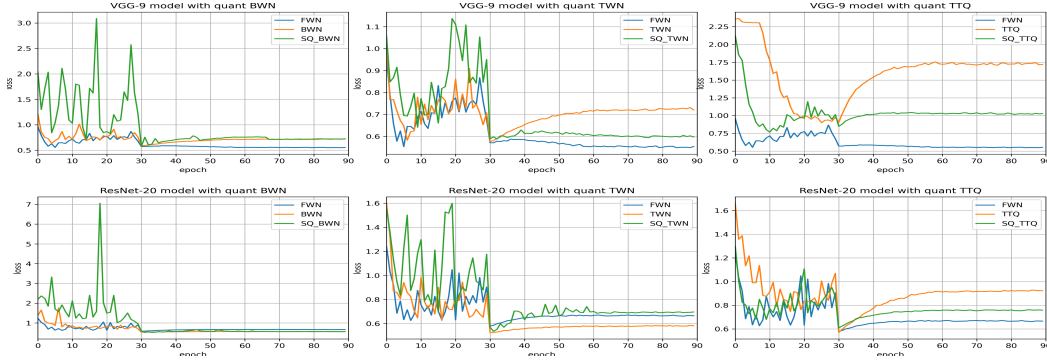 VGG-9 model with quant BWN
FWN
BWN
SQ_BWN
loss
3.0
2.5
2.0
1.5
1.0
0.5
0 10 20 30 40 50 60 70 80 90
epoch
VGG-9 model with quant TWN
FWN
TWN
SQ_TWN
loss
1.1
1.0
0.9
0.8
0.7
0.6
0 10 20 30 40 50 60 70 80 90
epoch
VGG-9 model with quant TTQ
FWN
TTQ
SQ_TTQ
loss
2.25
2.00
1.75
1.50
1.25
1.00
0.75
0.50
0 10 20 30 40 50 60 70 80 90
epoch
ResNet-20 model with quant BWN
FWN
BWN
SQ_BWN
loss
7
6
5
4
3
2
1
0 10 20 30 40 50 60 70 80 90
epoch
ResNet-20 model with quant TWN
FWN
TWN
SQ_TWN
loss
1.6
1.4
1.2
1.0
0.8
0.6
0 10 20 30 40 50 60 70 80 90
epoch
ResNet-20 model with quant TTQ
FWN
TTQ
SQ_TTQ
loss
1.6
1.4
1.2
1.0
0.8
0.6
0 10 20 30 40 50 60 70 80 90
epoch